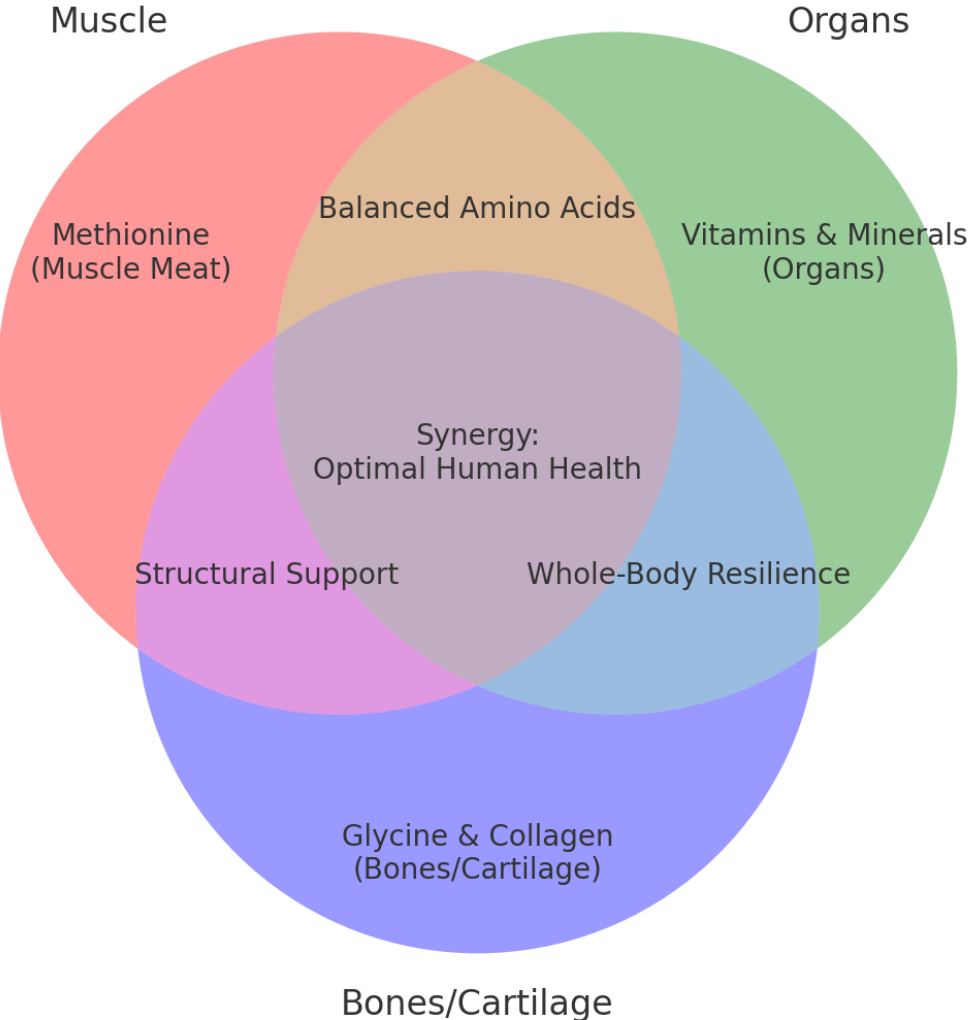 Muscle
Organs
Balanced Amino Acids
Methionine
(Muscle Meat)
Vitamins & Minerals
(Organs)
Synergy:
Optimal Human Health
Structural Support
Whole-Body Resilience
Glycine & Collagen
(Bones/Cartilage)
Bones/Cartilage